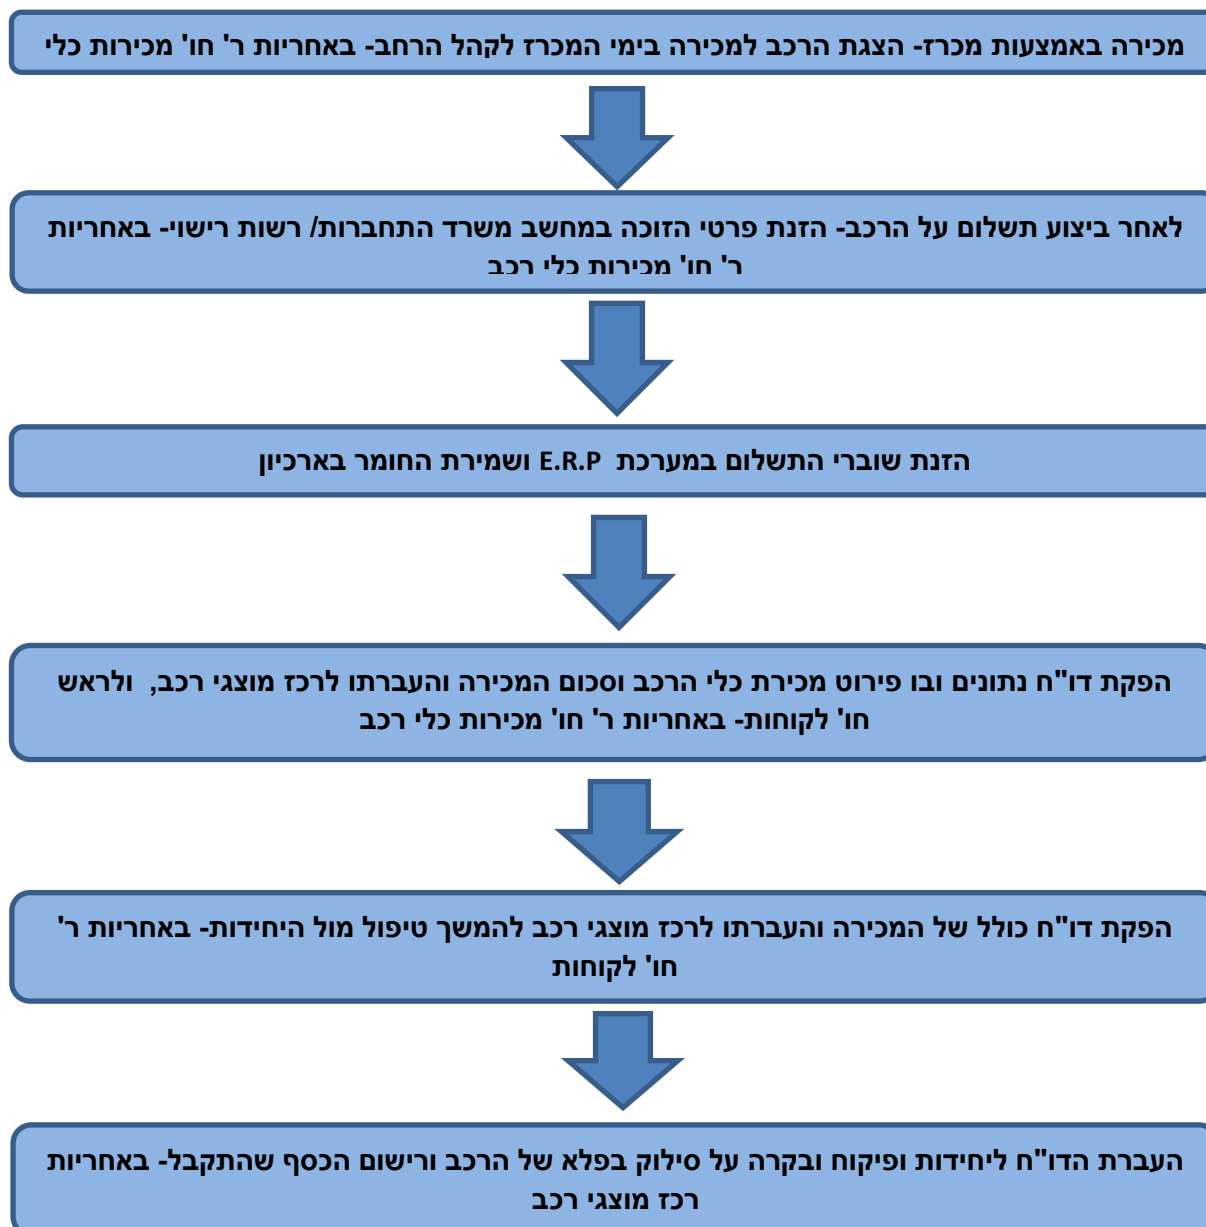 מכירה באמצעות מכרז- הצגת הרכב למכירה בימי המכרז לקהל הרחב- באחריות ר' חו' מכירות כלי
לאחר ביצוע תשלום על הרכב- הזנת פרטי הזוכה במחשב משרד התחברות/ רשות רישוי- באחריות
ר' חו' מכירות כלי רכב
הזנת שוברי התשלום במערכת E.R.P ושמירת החומר בארכיון
הפקת דו"ח נתונים ובו פירוט מכירת כלי הרכב וסכום המכירה והעברתו לרכז מוצגי רכב, ולראש
חו' לקוחות- באחריות ר' חו' מכירות כלי רכב
הפקת דו"ח כולל של המכירה והעברתו לרכז מוצגי רכב להמשך טיפול מול היחידות- באחריות ר'
חו' לקוחות
העברת הדו"ח ליחידות ופיקוח ובקרה על סילוק בפלא של הרכב ורישום הכסף שהתקבל- באחריות
רכז מוצגי רכב